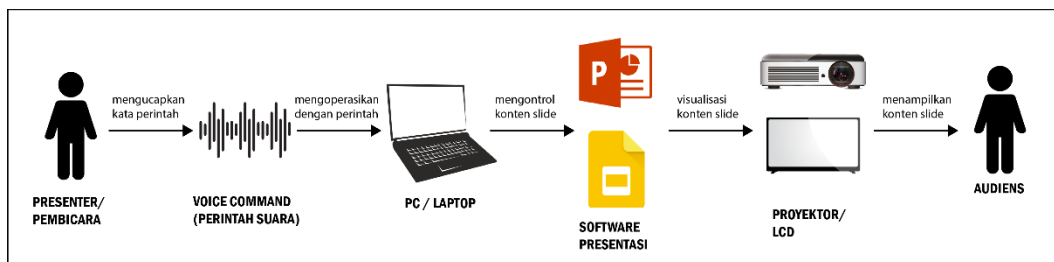 mengucapkan
kata perintah
mengoperasikan
dengan perintah
mengontrol
konten slide
P
visualisasi
konten slide
menampilkan
konten slide
PRESENTER/
PEMBICARA
VOICE COMMAND
(PERINTAH SUARA)
PC / LAPTOP
SOFTWARE
PRESENTASI
PROYEKTOR/
LCD
AUDIENS